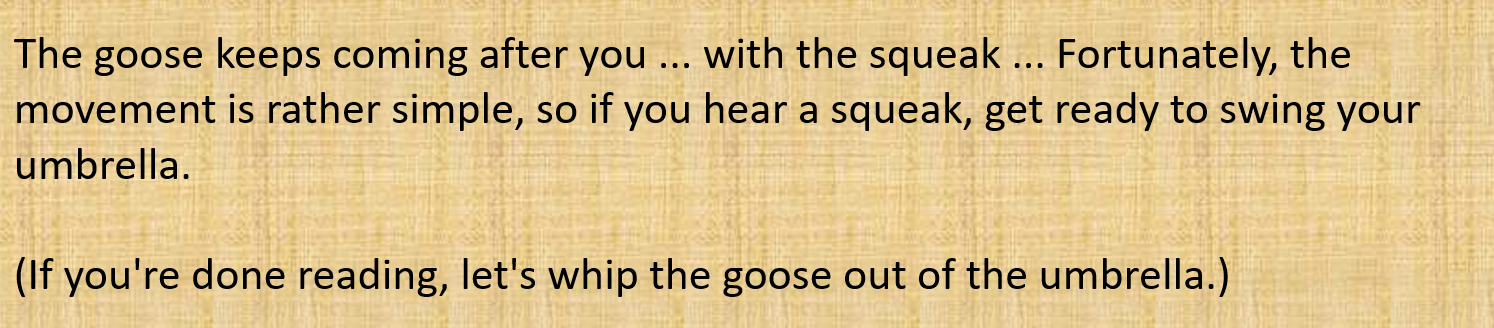 The goose keeps coming after you ... with the squeak ... Fortunately, the
movement is rather simple, so if you hear a squeak, get ready to swing your
umbrella.
(If you're done reading, let's whip the goose out of the umbrella.)